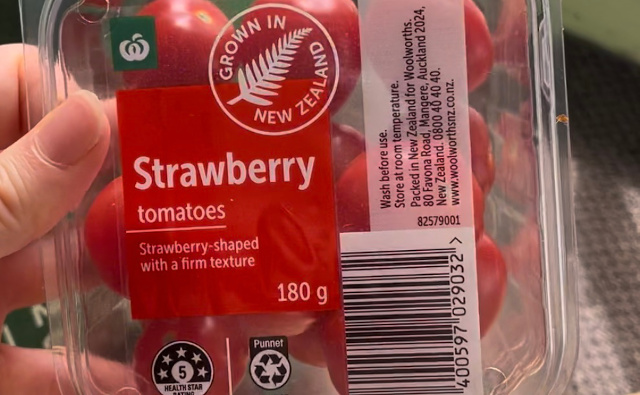 GROWN IN
NEW ZEALAND
Strawberry
tomatoes
Strawberry-shaped
with a firm texture
180 g
5
HEALTH STAR
RATING
Punnet
Wash before use.
Store at room temperature.
Packed in New Zealand for Woolworths.
80 Favona Road, Mangere, Auckland 2024,
New Zealand. 0800 40 40 40.
www.woolworthsnz.co.nz.
82579001
400597 029032 >